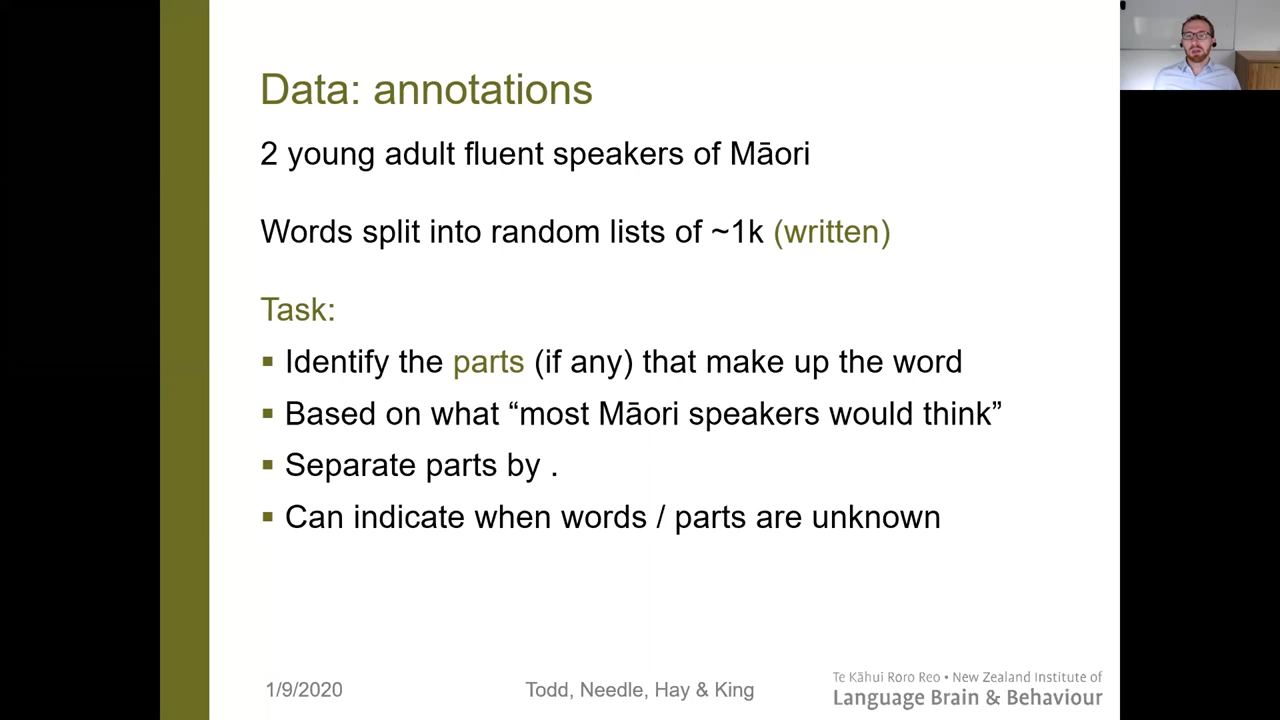 Data: annotations
2 young adult fluent speakers of Māori
Words split into random lists of ~1k (written)
Task:
▪ Identify the parts (if any) that make up the word
▪ Based on what “most Māori speakers would think”
▪ Separate parts by .
▪ Can indicate when words / parts are unknown
1/9/2020
Todd, Needle, Hay & King
Te Kāhui Roro Reo • New Zealand Institute of
Language Brain & Behaviour